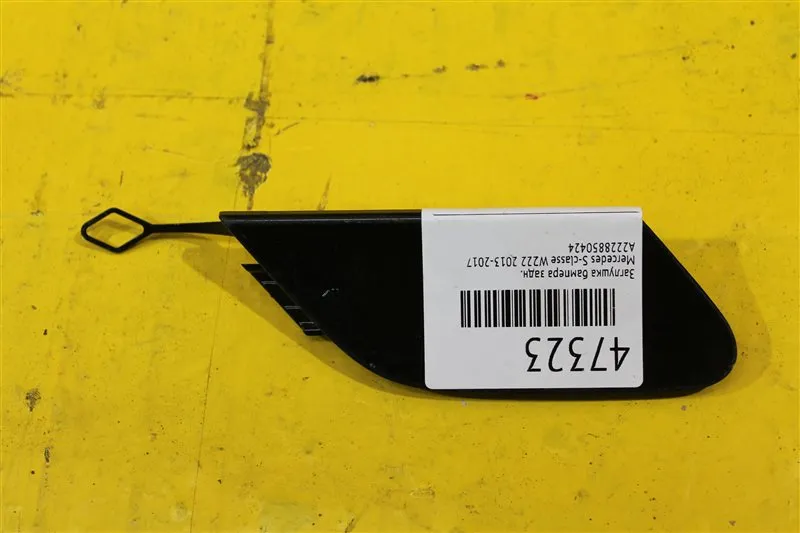 47323
Заглушка бампера задн.
Mercedes S-classe W222 2013-2017
A2228850424